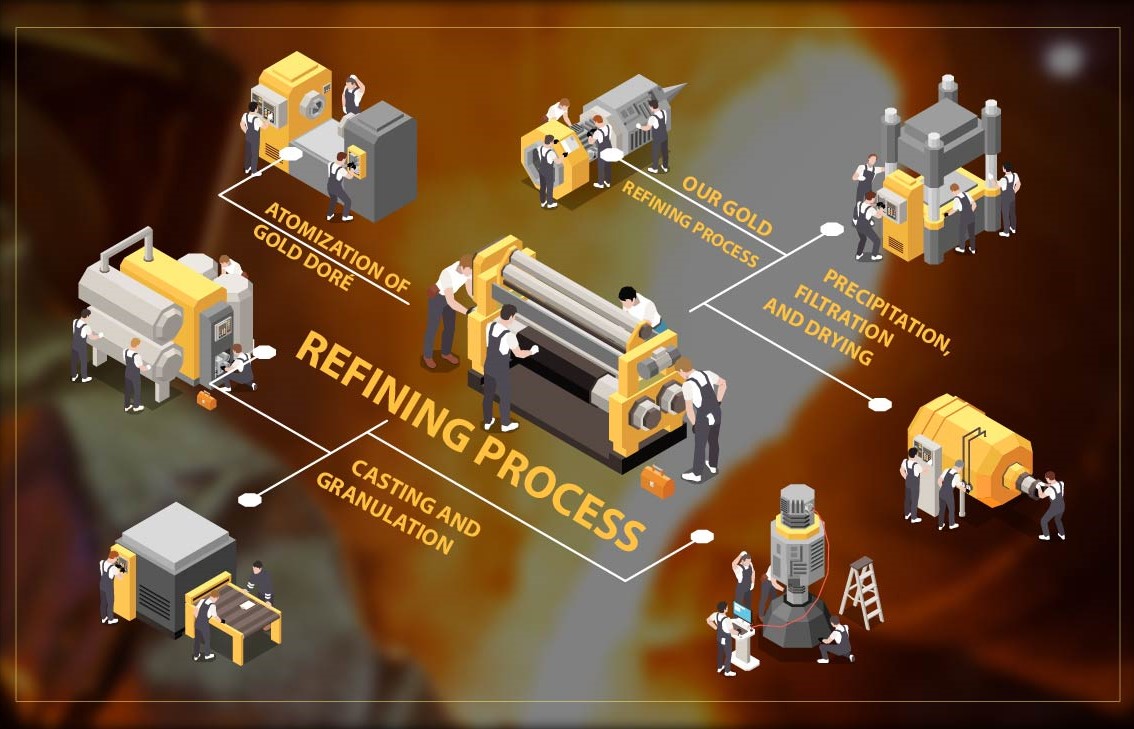 OUR GOLD
REFINING PROCESS
ATOMIZATION OF
GOLD DORÉ
PRECIPITATION,
FILTRATION
AND DRYING
REFINING PROCESS
CASTING AND
GRANULATION